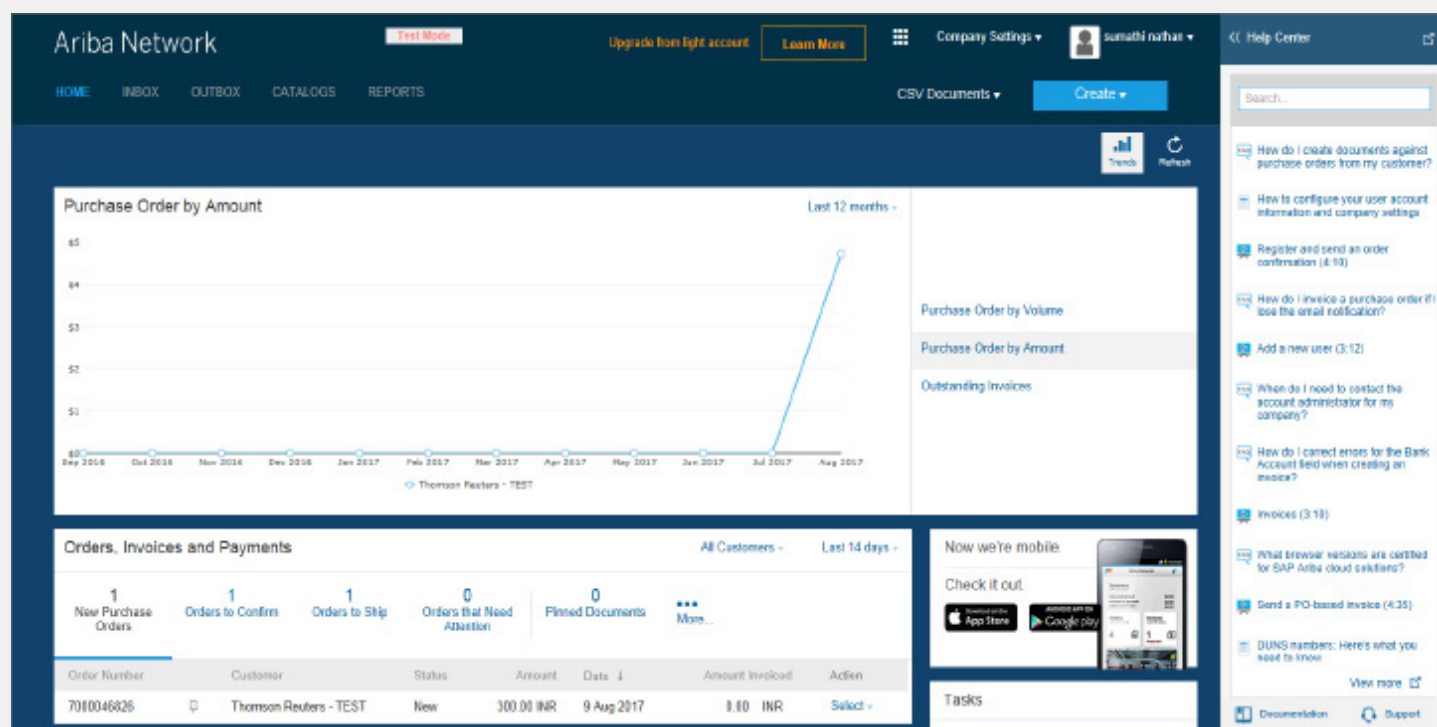 Ariba Network
Test Mode
Upgrade from light account
Learn More
Company Settings
sumathi nathan
HOME
INBOX
OUTBOX
CATALOGS
REPORTS
CSV Documents
Create
Trends
Refresh
Purchase Order by Amount
Last 12 months
$5
$4
$3
$2
$1
$0
Sep 2016
Oct 2016
Nov 2016
Dec 2016
Jan 2017
Feb 2017
Mar 2017
Apr 2017
May 2017
Jun 2017
Jul 2017
Aug 2017
Thomson Reuters - TEST
Purchase Order by Volume
Purchase Order by Amount
Outstanding Invoices
Orders, Invoices and Payments
All Customers
Last 14 days
1
New Purchase
Orders
1
Orders to Confirm
1
Orders to Ship
0
Orders that Need
Attention
0
Pinned Documents
More...
Order Number
Customer
Status
Amount
Date ↓
Amount Invoiced
Action
7000046826
Thomson Reuters - TEST
New
300.00 INR
9 Aug 2017
0.00 INR
Select
Now we're mobile.
Check it out.
Download on the
App Store
ANDROID APP ON
Google play
Tasks
Help Center
Search...
How do I create documents against
purchase orders from my customer?
How to configure your user account
information and company settings
Register and send an order
confirmation (4:10)
How do I invoice a purchase order if I
lose the email notification?
Add a new user (3:12)
When do I need to contact the
account administrator for my
company?
How do I correct errors for the Bank
Account field when creating an
invoice?
Invoices (3:10)
What browser versions are certified
for SAP Ariba cloud solutions?
Send a PO-based invoice (4:35)
DUNS numbers: Here's what you
need to know
View more
Documentation
Support